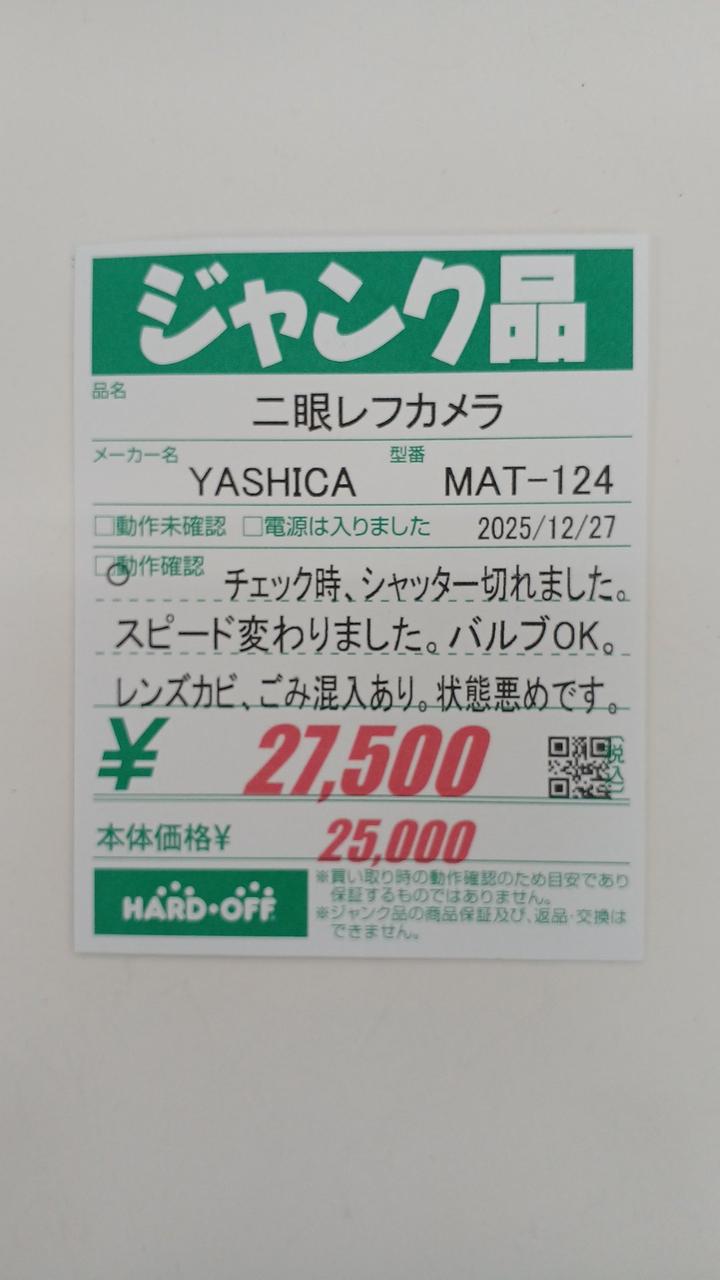 ジャンク品
品名
二眼レフカメラ
メーカー名 YASHICA 型番 MAT-124
□動作未確認 □電源は入りました 2025/12/27
□動作確認 ○ チェック時、シャッター切れました。
スピード変わりました。バルブOK。
レンズカビ、ごみ混入あり。状態悪めです。
¥ 27,500 (税込)
本体価格¥ 25,000
HARD・OFF
※買い取り時の動作確認のため目安であり
保証するものではありません。
※ジャンク品の商品保証及び、返品・交換は
できません。